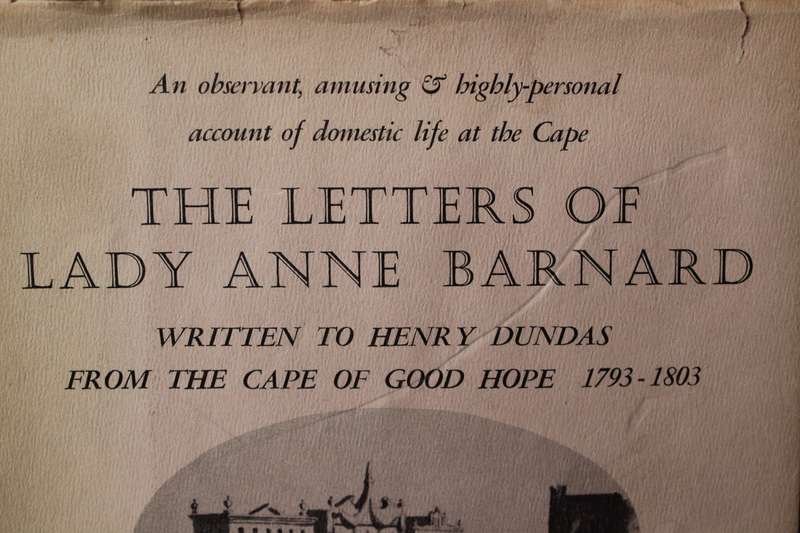 An observant, amusing & highly-personal
account of domestic life at the Cape
THE LETTERS OF
LADY ANNE BARNARD
WRITTEN TO HENRY DUNDAS
FROM THE CAPE OF GOOD HOPE 1793-1803